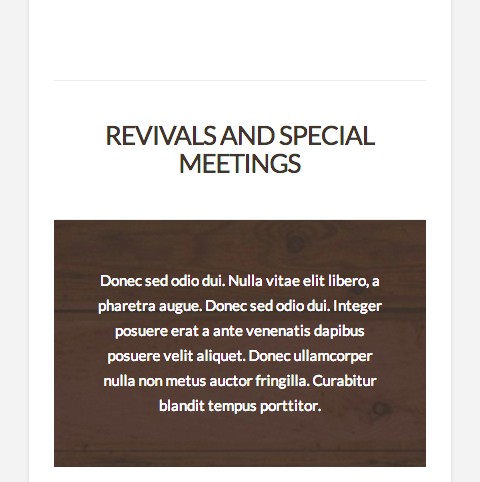 REVIVALS AND SPECIAL
MEETINGS
Donec sed odio dui. Nulla vitae elit libero, a
pharetra augue. Donec sed odio dui. Integer
posuere erat a ante venenatis dapibus
posuere velit aliquet. Donec ullamcorper
nulla non metus auctor fringilla. Curabitur
blandit tempus porttitor.